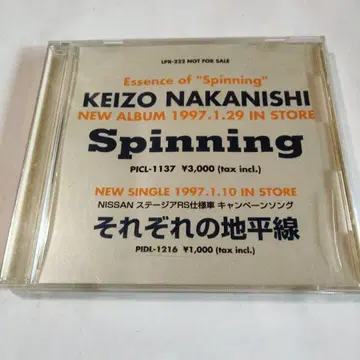 LPR-222 NOT FOR SALE
Essence of "Spinning"
KEIZO NAKANISHI
NEW ALBUM 1997.1.29 IN STORE
Spinning
PICL-1137 ¥3,000 (tax incl.)
NEW SINGLE 1997.1.10 IN STORE
NISSAN ステージアRS仕様車 キャンペーンソング
それぞれの地平線
PIDL-1216 ¥1,000 (tax incl.)